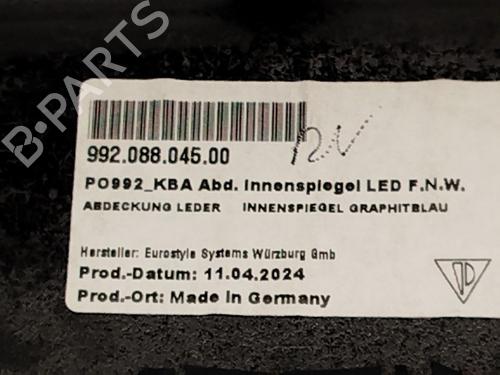 B-PARTS
992.088.045.00
PO992_KBA Abd. Innenspiegel LED F.N.W.
ABDECKUNG LEDER INNENSPIEGEL GRAPHITBLAU
Hersteller: Eurostyle Systems Würzburg Gmb
Prod.-Datum: 11.04.2024
Prod.-Ort: Made in Germany